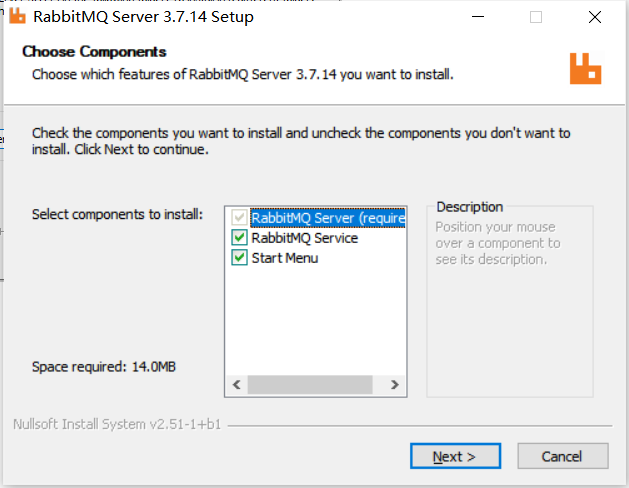 RabbitMQ Server 3.7.14 Setup
Choose Components
Choose which features of RabbitMQ Server 3.7.14 you want to install.
Check the components you want to install and uncheck the components you don't want to
install. Click Next to continue.
Select components to install:
RabbitMQ Server (require
RabbitMQ Service
Start Menu
Description
Position your mouse
over a component to
see its description.
Space required: 14.0MB
Nullsoft Install System v2.51-1+b1
Next >
Cancel